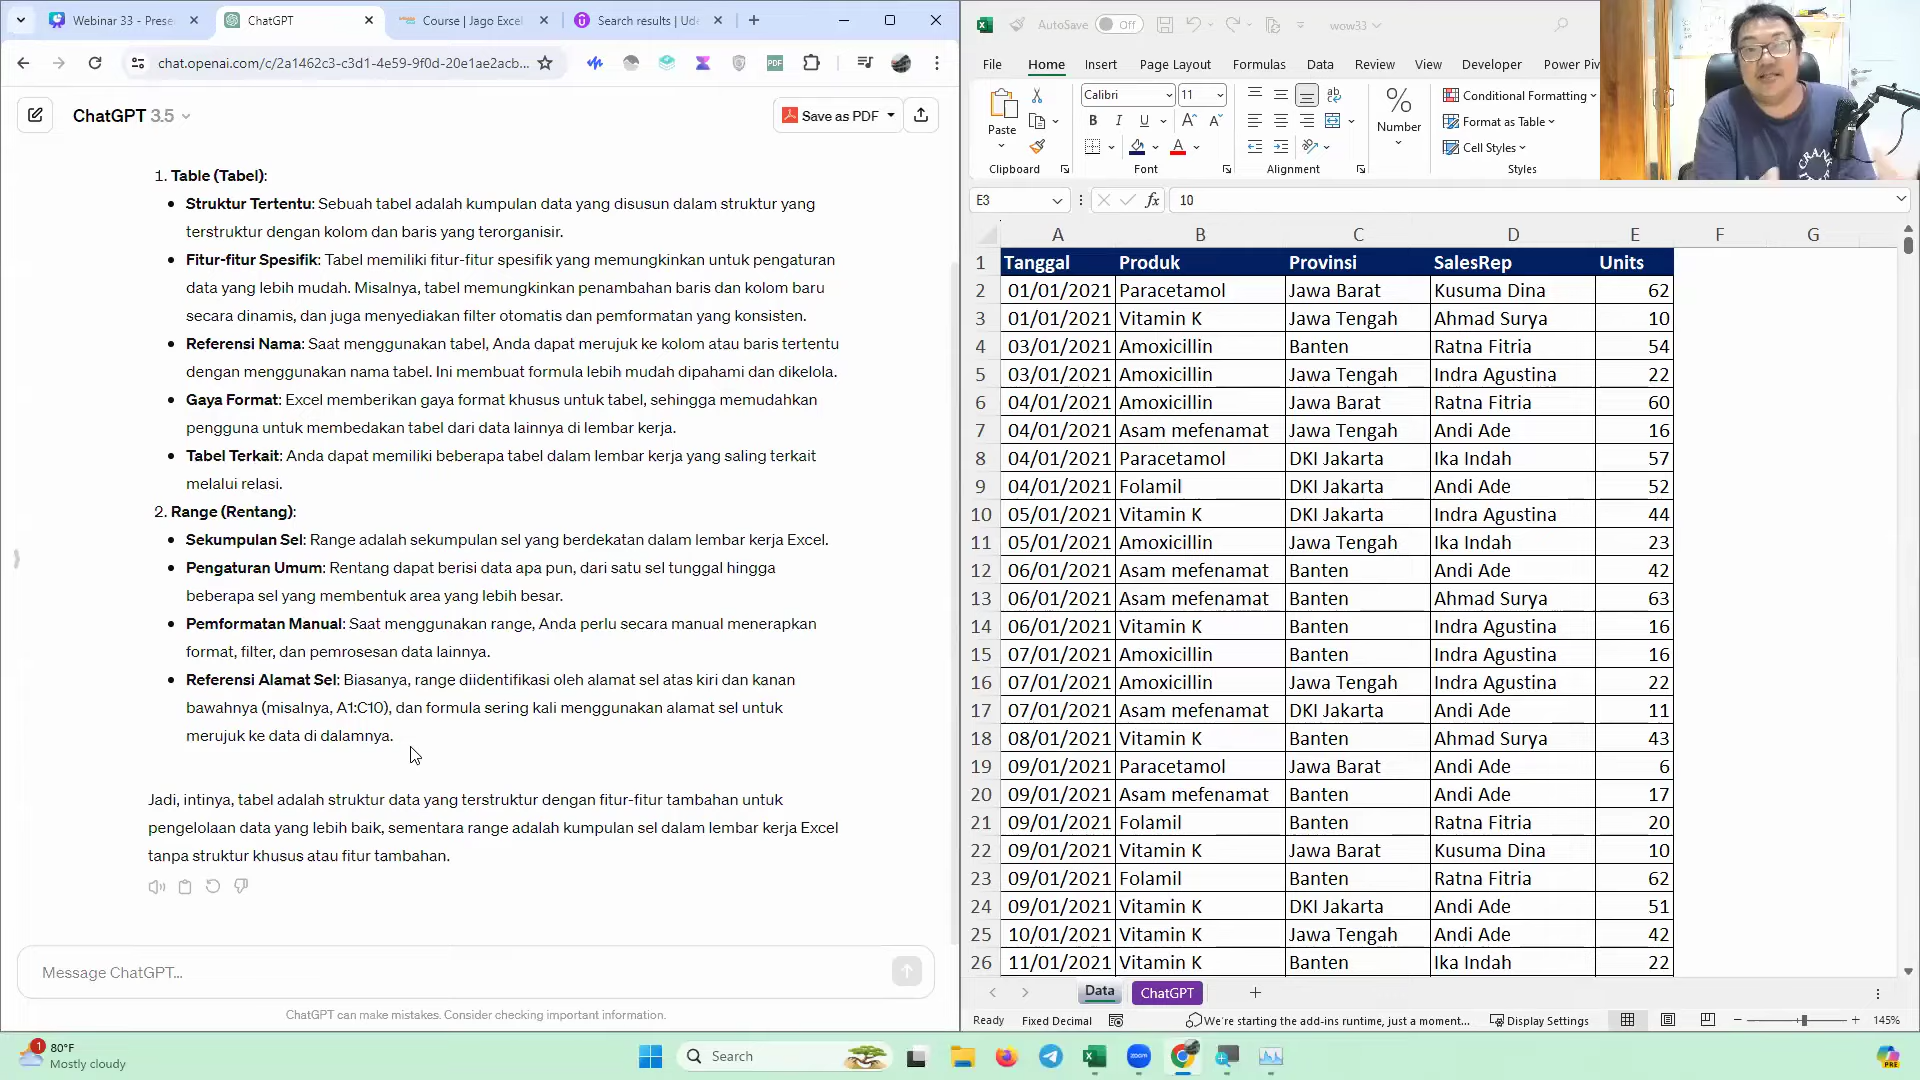 Webinar 33 - Prese
ChatGPT
Course | Jago Excel
Search results | Ude
chat.openai.com/c/2a1462c3-c3d1-4e59-9f0d-20e1ae2acb...
ChatGPT 3.5
Save as PDF
1. Table (Tabel):
Struktur Tertentu: Sebuah tabel adalah kumpulan data yang disusun dalam struktur yang
terstruktur dengan kolom dan baris yang terorganisir.
Fitur-fitur Spesifik: Tabel memiliki fitur-fitur spesifik yang memungkinkan untuk pengaturan
data yang lebih mudah. Misalnya, tabel memungkinkan penambahan baris dan kolom baru
secara dinamis, dan juga menyediakan filter otomatis dan pemformatan yang konsisten.
Referensi Nama: Saat menggunakan tabel, Anda dapat merujuk ke kolom atau baris tertentu
dengan menggunakan nama tabel. Ini membuat formula lebih mudah dipahami dan dikelola.
Gaya Format: Excel memberikan gaya format khusus untuk tabel, sehingga memudahkan
pengguna untuk membedakan tabel dari data lainnya di lembar kerja.
Tabel Terkait: Anda dapat memiliki beberapa tabel dalam lembar kerja yang saling terkait
melalui relasi.
2. Range (Rentang):
Sekumpulan Sel: Range adalah sekumpulan sel yang berdekatan dalam lembar kerja Excel.
Pengaturan Umum: Rentang dapat berisi data apa pun, dari satu sel tunggal hingga
beberapa sel yang membentuk area yang lebih besar.
Pemformatan Manual: Saat menggunakan range, Anda perlu secara manual menerapkan
format, filter, dan pemrosesan data lainnya.
Referensi Alamat Sel: Biasanya, range diidentifikasi oleh alamat sel atas kiri dan kanan
bawahnya (misalnya, A1:C10), dan formula sering kali menggunakan alamat sel untuk
merujuk ke data di dalamnya.
Jadi, intinya, tabel adalah struktur data yang terstruktur dengan fitur-fitur tambahan untuk
pengelolaan data yang lebih baik, sementara range adalah kumpulan sel dalam lembar kerja Excel
tanpa struktur khusus atau fitur tambahan.
Message ChatGPT...
ChatGPT can make mistakes. Consider checking important information.
AutoSave Off wow33
File Home Insert Page Layout Formulas Data Review View Developer Power Piv
Paste
Clipboard
Calibri 11
B I U
Font
Alignment
Number
Conditional Formatting
Format as Table
Cell Styles
Styles
E3 fx 10
A B C D E F G
1 Tanggal Produk Provinsi SalesRep Units
2 01/01/2021 Paracetamol Jawa Barat Kusuma Dina 62
3 01/01/2021 Vitamin K Jawa Tengah Ahmad Surya 10
4 03/01/2021 Amoxicillin Banten Ratna Fitria 54
5 03/01/2021 Amoxicillin Jawa Tengah Indra Agustina 22
6 04/01/2021 Amoxicillin Jawa Barat Ratna Fitria 60
7 04/01/2021 Asam mefenamat Jawa Tengah Andi Ade 16
8 04/01/2021 Paracetamol DKI Jakarta Ika Indah 57
9 04/01/2021 Folamil DKI Jakarta Andi Ade 52
10 05/01/2021 Vitamin K DKI Jakarta Indra Agustina 44
11 05/01/2021 Amoxicillin Jawa Tengah Ika Indah 23
12 06/01/2021 Asam mefenamat Banten Andi Ade 42
13 06/01/2021 Asam mefenamat Banten Ahmad Surya 63
14 06/01/2021 Vitamin K Banten Indra Agustina 16
15 07/01/2021 Amoxicillin Banten Indra Agustina 16
16 07/01/2021 Amoxicillin Jawa Tengah Indra Agustina 22
17 07/01/2021 Asam mefenamat DKI Jakarta Andi Ade 11
18 08/01/2021 Vitamin K Banten Ahmad Surya 43
19 09/01/2021 Paracetamol Jawa Barat Andi Ade 6
20 09/01/2021 Asam mefenamat Banten Andi Ade 17
21 09/01/2021 Folamil Banten Ratna Fitria 20
22 09/01/2021 Vitamin K Jawa Barat Kusuma Dina 10
23 09/01/2021 Folamil Banten Ratna Fitria 62
24 09/01/2021 Vitamin K DKI Jakarta Andi Ade 51
25 10/01/2021 Vitamin K Jawa Tengah Andi Ade 42
26 11/01/2021 Vitamin K Banten Ika Indah 22
Data ChatGPT
Ready Fixed Decimal We're starting the add-ins runtime, just a moment... Display Settings 145%
1 80°F
Mostly cloudy
Search
zoom
PDF
PRE